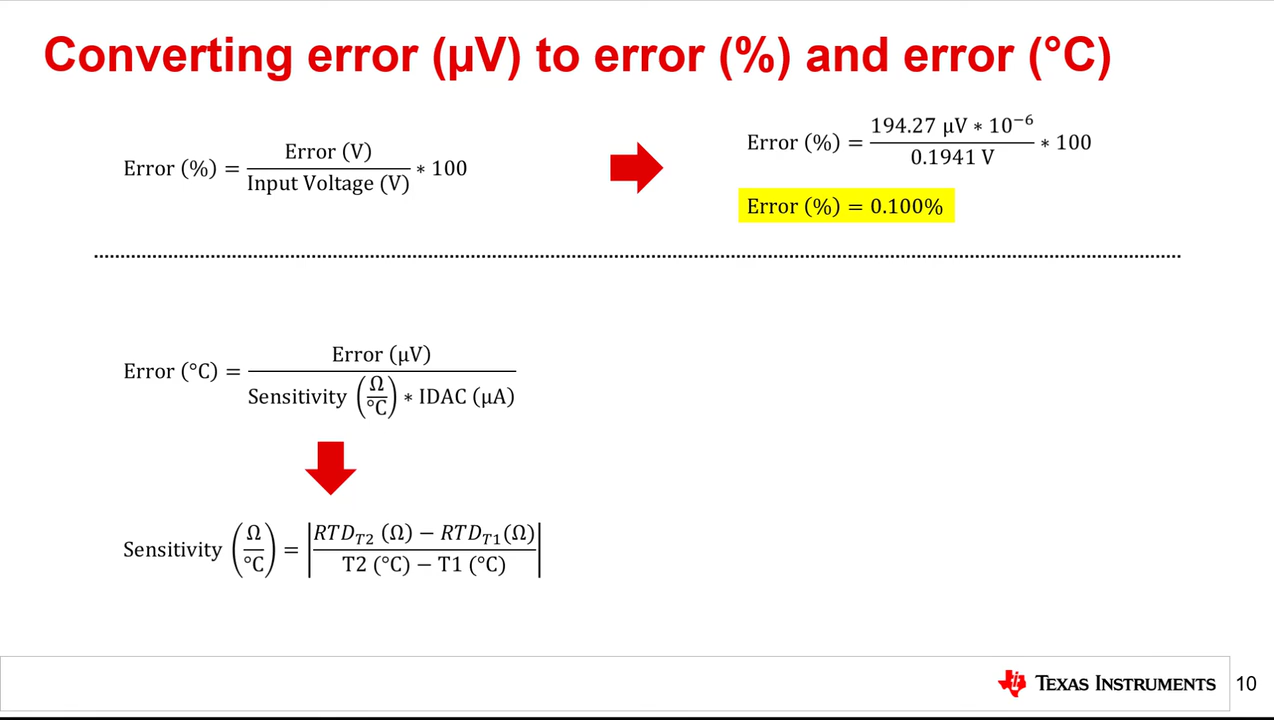 Converting error (µV) to error (%) and error (°C)
Error (%) = Error (V) / Input Voltage (V) ∗ 100
Error (%) = 194.27 µV ∗ 10⁻⁶ / 0.1941 V ∗ 100
Error (%) = 0.100%
Error (°C) = Error (µV) / Sensitivity (Ω/°C) ∗ IDAC (µA)
Sensitivity (Ω/°C) = |RTD_T2 (Ω) − RTD_T1(Ω) / T2 (°C) − T1 (°C)|
TEXAS INSTRUMENTS
10